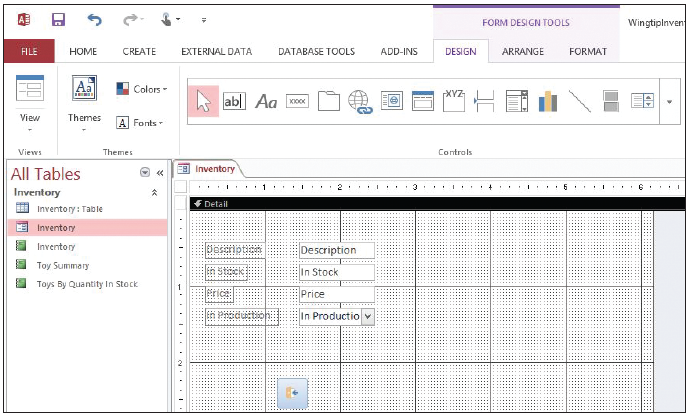 FORM DESIGN TOOLS WingtipInvent
FILE HOME CREATE EXTERNAL DATA DATABASE TOOLS ADD-INS DESIGN ARRANGE FORMAT
View
Themes
Colors
Fonts
ab
Aa
XXXX
XYZ
Views Themes Controls
All Tables
Inventory
Inventory : Table
Inventory
Inventory
Toy Summary
Toys By Quantity In Stock
Inventory
1 2 3 4 5 6
Detail
Description Description
In Stock In Stock
1
Price Price
In Production In Productio
2